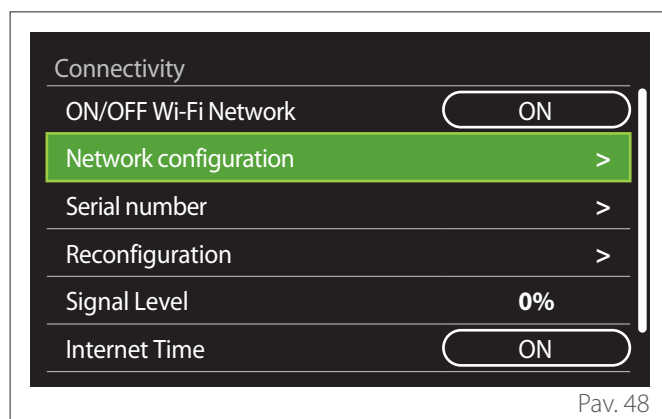 Connectivity
ON/OFF Wi-Fi Network ON
Network configuration >
Serial number >
Reconfiguration >
Signal Level 0%
Internet Time ON
Pav. 48